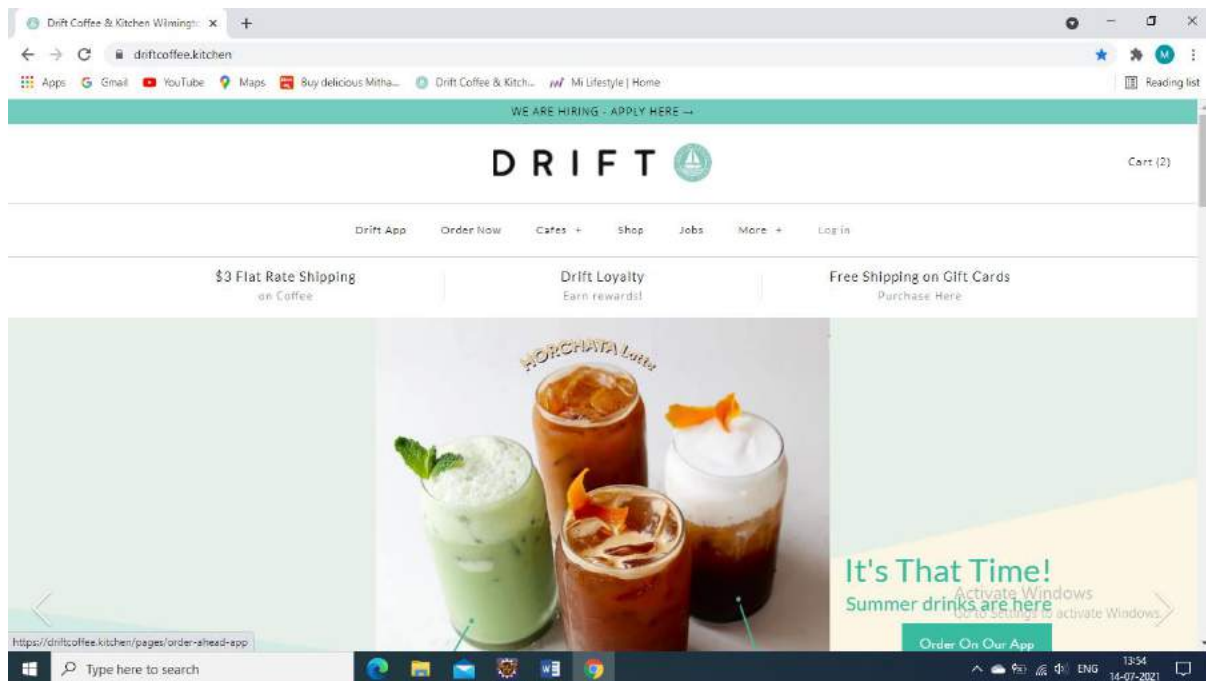 Drift Coffee & Kitchen Wilmingto
driftcoffee.kitchen
Apps Gmail YouTube Maps Buy delicious Mitha... Drift Coffee & Kitch... Mi Lifestyle | Home Reading list
WE ARE HIRING - APPLY HERE →
DRIFT
Cart (2)
Drift App Order Now Cafes + Shop Jobs More + Log in
$3 Flat Rate Shipping Drift Loyalty Free Shipping on Gift Cards
on Coffee Earn rewards! Purchase Here
HORCHATA Latte
It's That Time!
Summer drinks are here
Activate Windows
Go to Settings to activate Windows.
Order On Our App
https://driftcoffee.kitchen/pages/order-ahead-app
Type here to search
ENG 13:54
14-07-2021